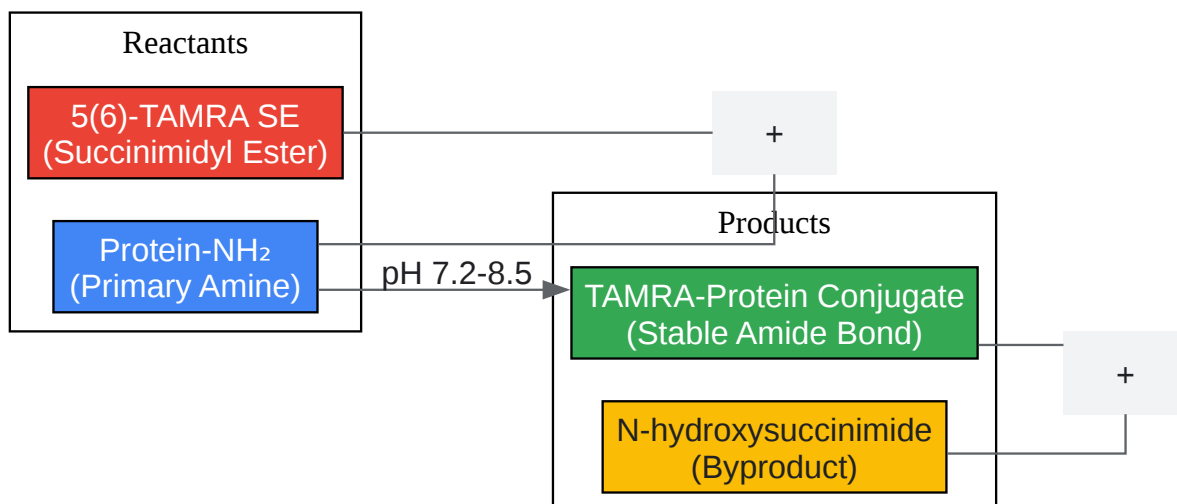 Reactants
5(6)-TAMRA SE
(Succinimidyl Ester)
+
Protein-NH₂
(Primary Amine)
pH 7.2-8.5
Products
TAMRA-Protein Conjugate
(Stable Amide Bond)
+
N-hydroxysuccinimide
(Byproduct)